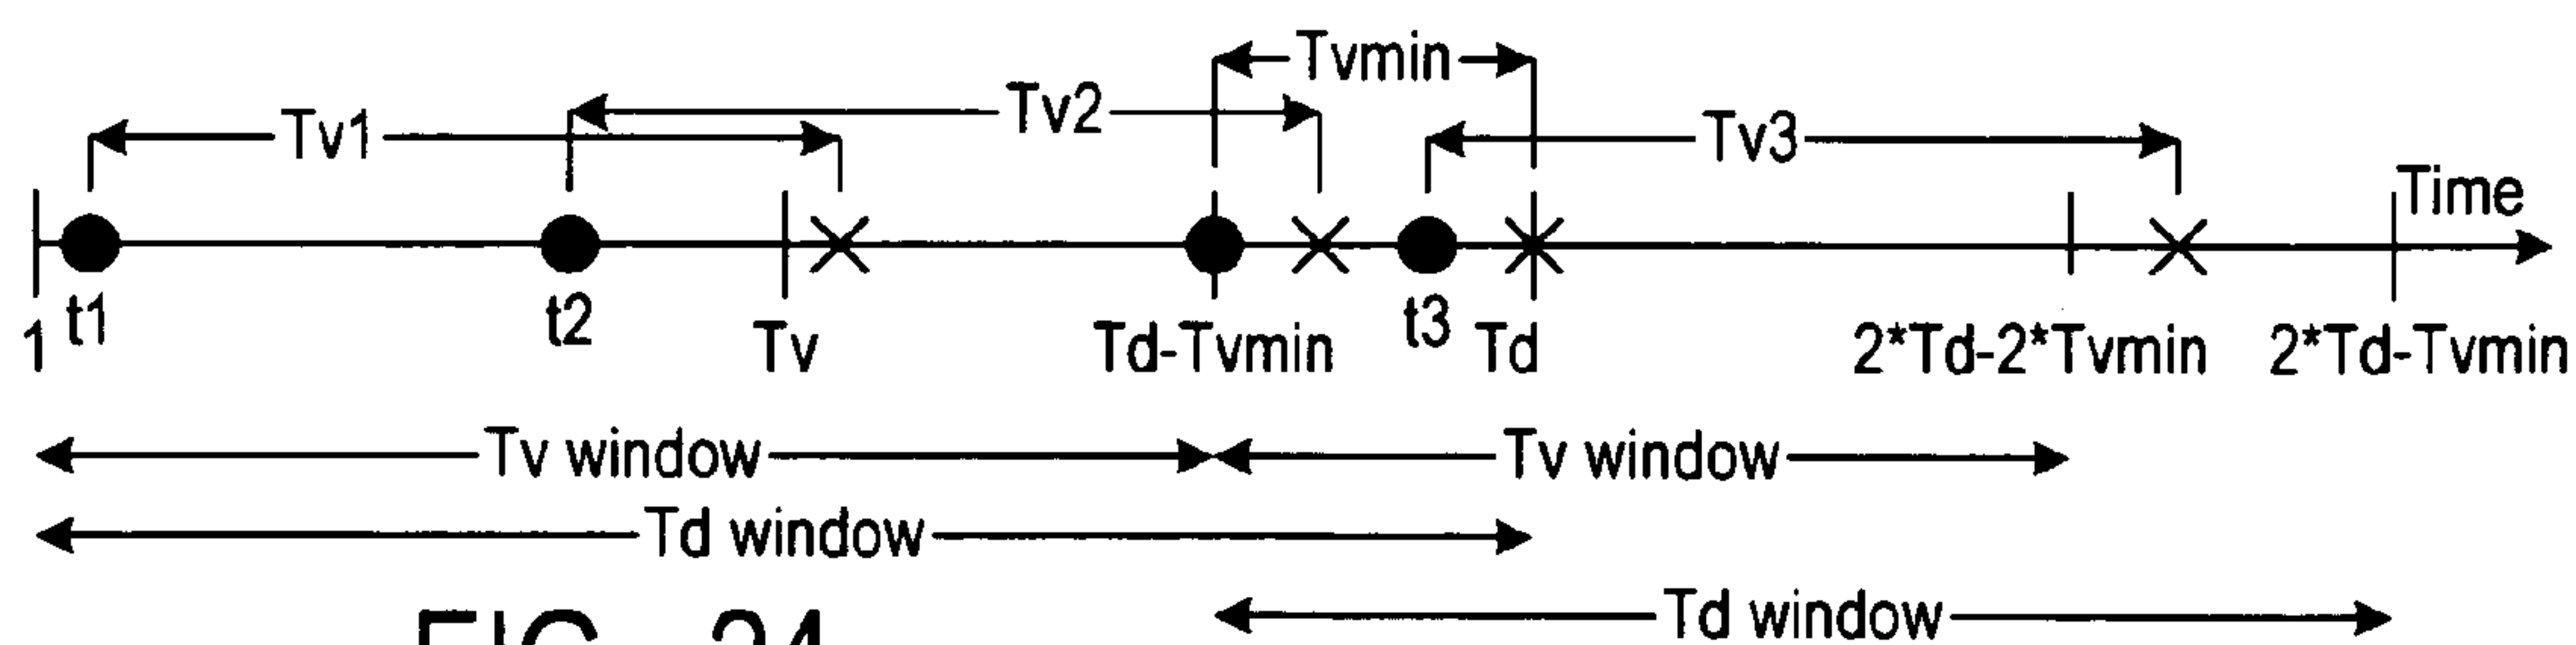 Tvmin
Tv1 Tv2 Tv3
Time
1 t1 t2 Tv Td-Tvmin t3 Td 2*Td-2*Tvmin 2*Td-Tvmin
Tv window Tv window
Td window
Td window